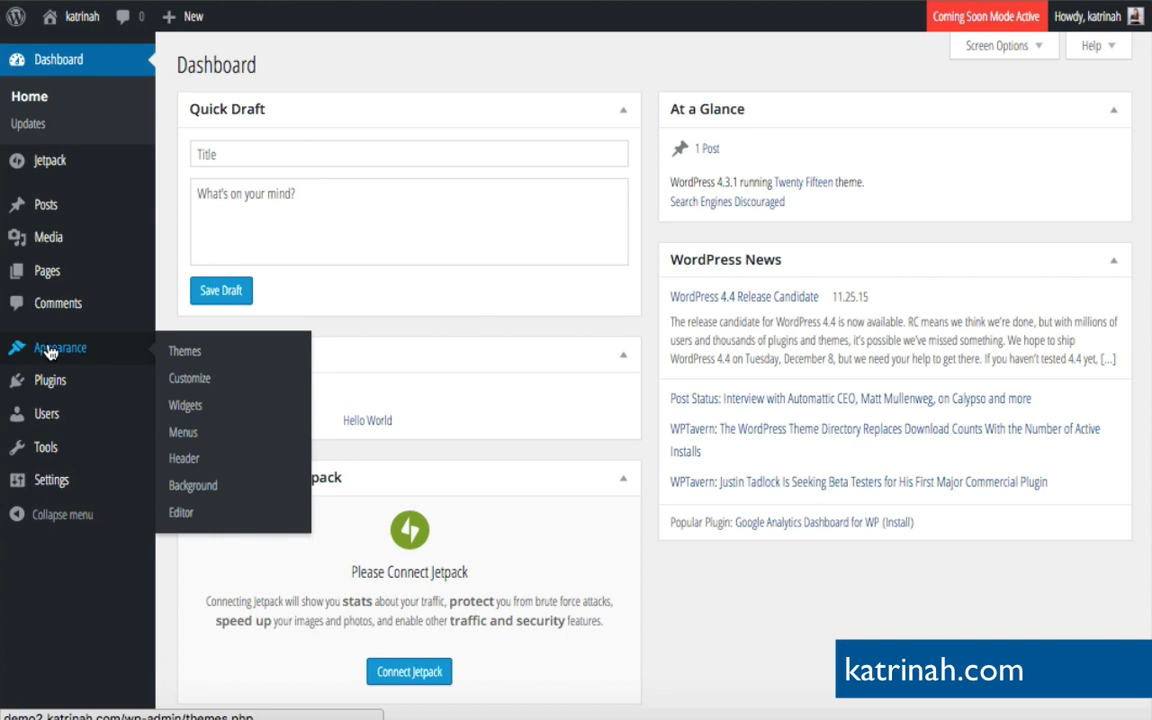 katrinah
0
New
Coming Soon Mode Active
Howdy, katrinah
Dashboard
Home
Updates
Jetpack
Posts
Media
Pages
Comments
Appearance
Plugins
Users
Tools
Settings
Collapse menu
Themes
Customize
Widgets
Menus
Header
Background
Editor
Dashboard
Screen Options
Help
Quick Draft
Title
What's on your mind?
Save Draft
Hello World
pack
Please Connect Jetpack
Connecting Jetpack will show you stats about your traffic, protect you from brute force attacks,
speed up your images and photos, and enable other traffic and security features.
Connect Jetpack
At a Glance
1 Post
WordPress 4.3.1 running Twenty Fifteen theme.
Search Engines Discouraged
WordPress News
WordPress 4.4 Release Candidate 11.25.15
The release candidate for WordPress 4.4 is now available. RC means we think we're done, but with millions of
users and thousands of plugins and themes, it's possible we've missed something. We hope to ship
WordPress 4.4 on Tuesday, December 8, but we need your help to get there. If you haven't tested 4.4 yet, […]
Post Status: Interview with Automattic CEO, Matt Mullenweg, on Calypso and more
WPTavern: The WordPress Theme Directory Replaces Download Counts With the Number of Active
Installs
WPTavern: Justin Tadlock Is Seeking Beta Testers for His First Major Commercial Plugin
Popular Plugin: Google Analytics Dashboard for WP (Install)
katrinah.com
demo2.katrinah.com/wp-admin/themes.php